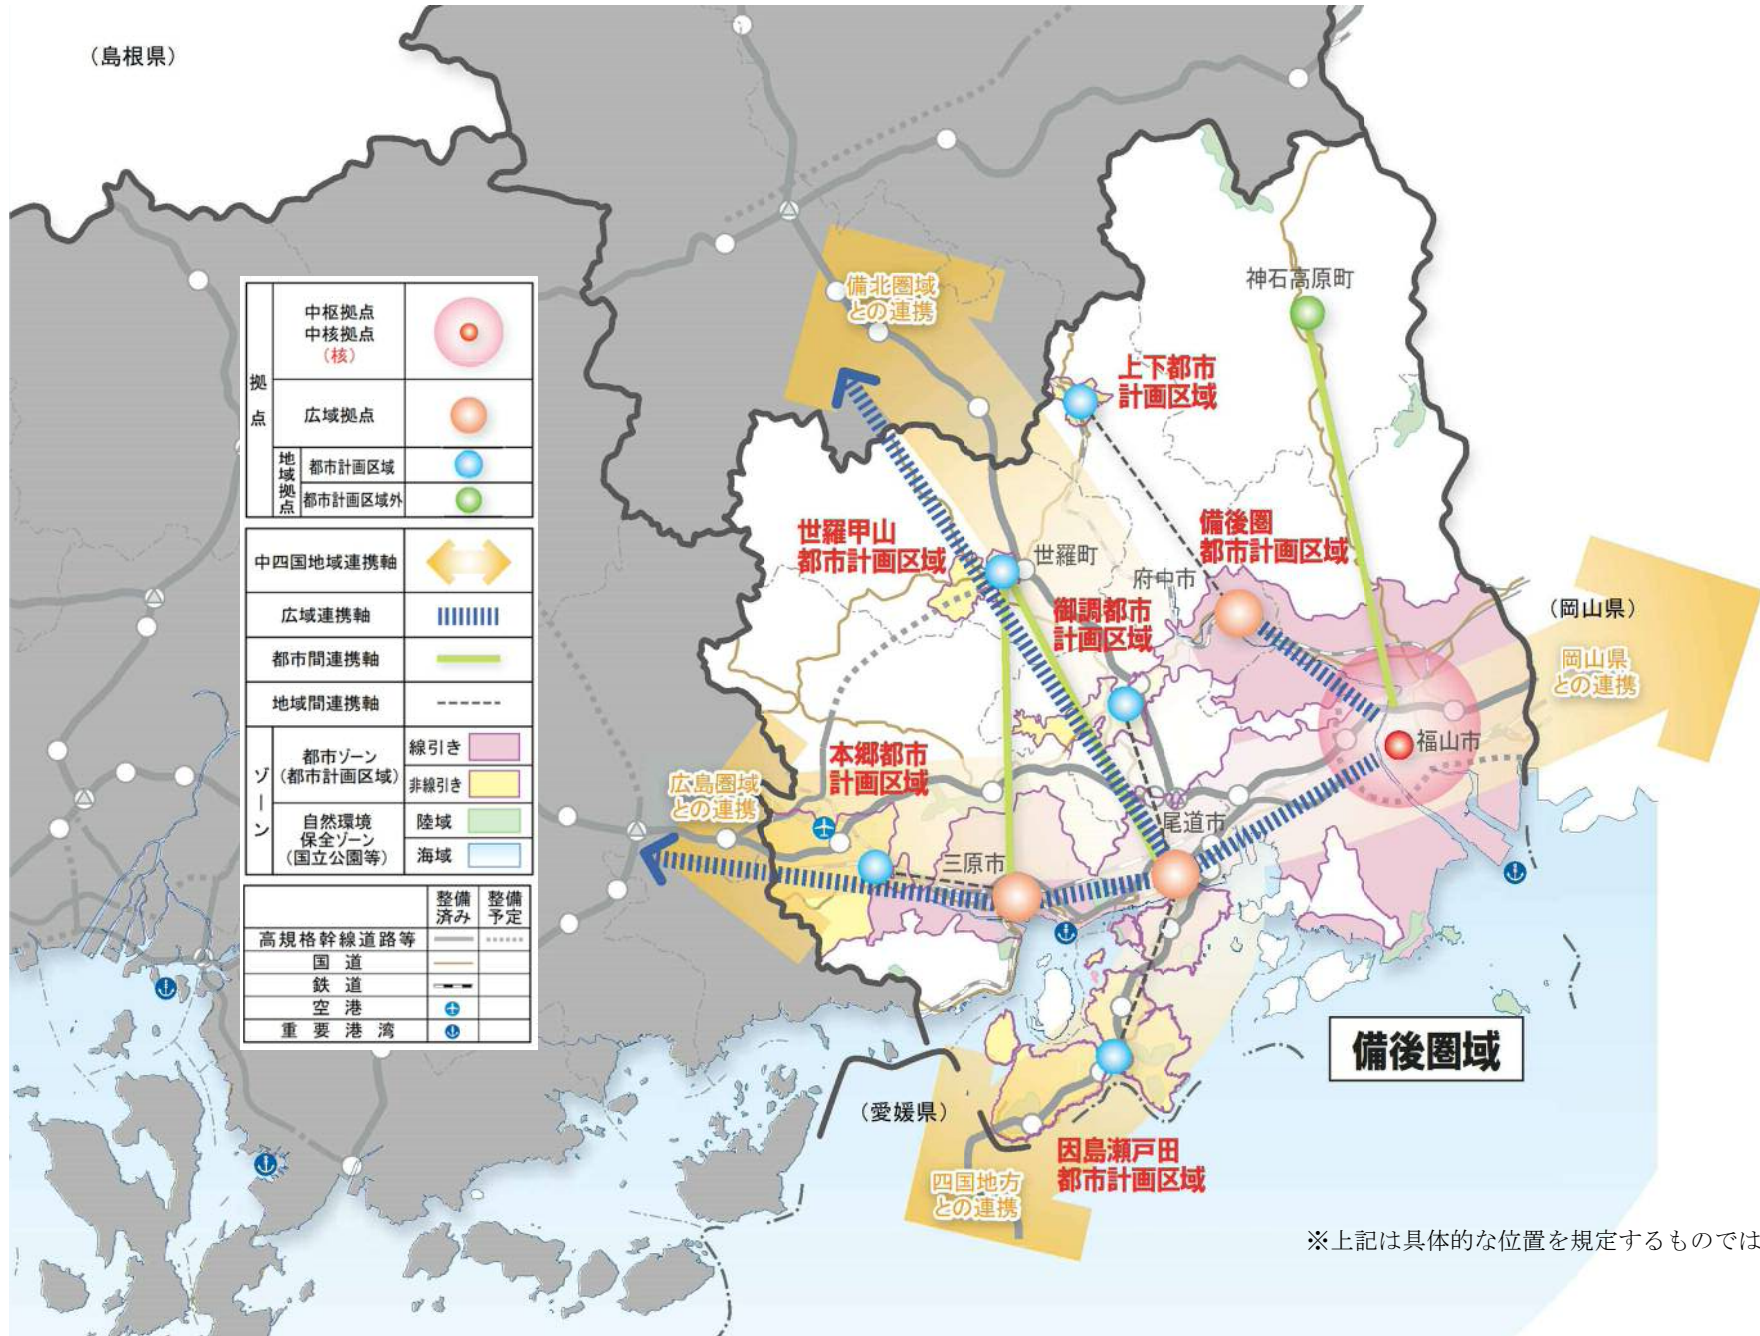 （島根県）
備北圏域
との連携
神石高原町
上下都市
計画区域
拠点
中枢拠点
中核拠点
（核）
広域拠点
地域拠点
都市計画区域
都市計画区域外
中四国地域連携軸
広域連携軸
都市間連携軸
地域間連携軸
ゾーン
都市ゾーン
（都市計画区域）
線引き
非線引き
自然環境
保全ゾーン
（国立公園等）
陸域
海域
整備
済み
整備
予定
高規格幹線道路等
国道
鉄道
空港
重要港湾
世羅甲山
都市計画区域
世羅町
備後圏
都市計画区域
府中市
御調都市
計画区域
（岡山県）
岡山県
との連携
福山市
本郷都市
計画区域
広島圏域
との連携
尾道市
三原市
備後圏域
（愛媛県）
因島瀬戸田
都市計画区域
四国地方
との連携
※上記は具体的な位置を規定するものでは